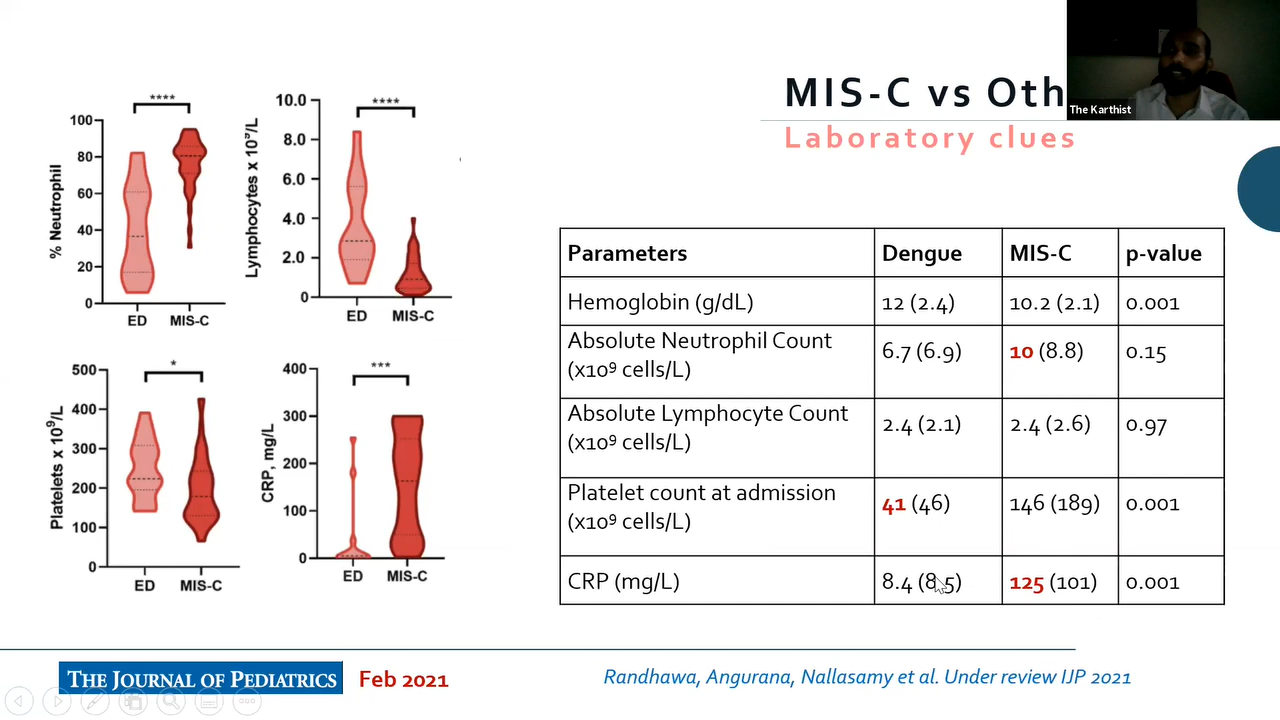 MIS-C vs Oth
The Karthist
Laboratory clues
****
100
80
60
40
20
0
% Neutrophil
ED MIS-C
****
10.0
8.0
6.0
4.0
2.0
0
Lymphocytes x 10⁹/L
ED MIS-C
*
500
400
300
200
100
0
Platelets x 10⁹/L
ED MIS-C
***
400
300
200
100
0
CRP, mg/L
ED MIS-C
Parameters Dengue MIS-C p-value
Hemoglobin (g/dL) 12 (2.4) 10.2 (2.1) 0.001
Absolute Neutrophil Count
(x10⁹ cells/L) 6.7 (6.9) 10 (8.8) 0.15
Absolute Lymphocyte Count
(x10⁹ cells/L) 2.4 (2.1) 2.4 (2.6) 0.97
Platelet count at admission
(x10⁹ cells/L) 41 (46) 146 (189) 0.001
CRP (mg/L) 8.4 (8.5) 125 (101) 0.001
THE JOURNAL OF PEDIATRICS Feb 2021
Randhawa, Angurana, Nallasamy et al. Under review IJP 2021